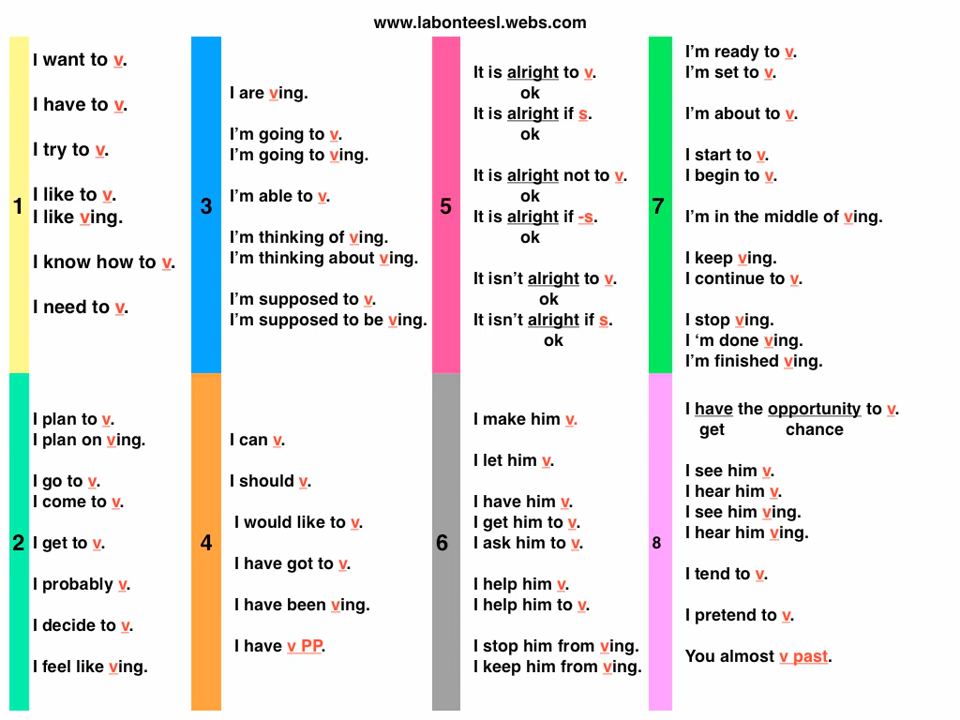 www.labonteesl.webs.com
1
I want to v.
I have to v.
I try to v.
I like to v.
I like ving.
I know how to v.
I need to v.
2
I plan to v.
I plan on ving.
I go to v.
I come to v.
I get to v.
I probably v.
I decide to v.
I feel like ving.
3
I are ving.
I'm going to v.
I'm going to ving.
I'm able to v.
I'm thinking of ving.
I'm thinking about ving.
I'm supposed to v.
I'm supposed to be ving.
4
I can v.
I should v.
I would like to v.
I have got to v.
I have been ving.
I have v PP.
5
It is alright to v.
ok
It is alright if s.
ok
It is alright not to v.
ok
It is alright if -s.
ok
It isn't alright to v.
ok
It isn't alright if s.
ok
6
I make him v.
I let him v.
I have him v.
I get him to v.
I ask him to v.
I help him v.
I help him to v.
I stop him from ving.
I keep him from ving.
7
I'm ready to v.
I'm set to v.
I'm about to v.
I start to v.
I begin to v.
I'm in the middle of ving.
I keep ving.
I continue to v.
I stop ving.
I 'm done ving.
I'm finished ving.
8
I have the opportunity to v.
get chance
I see him v.
I hear him v.
I see him ving.
I hear him ving.
I tend to v.
I pretend to v.
You almost v past.